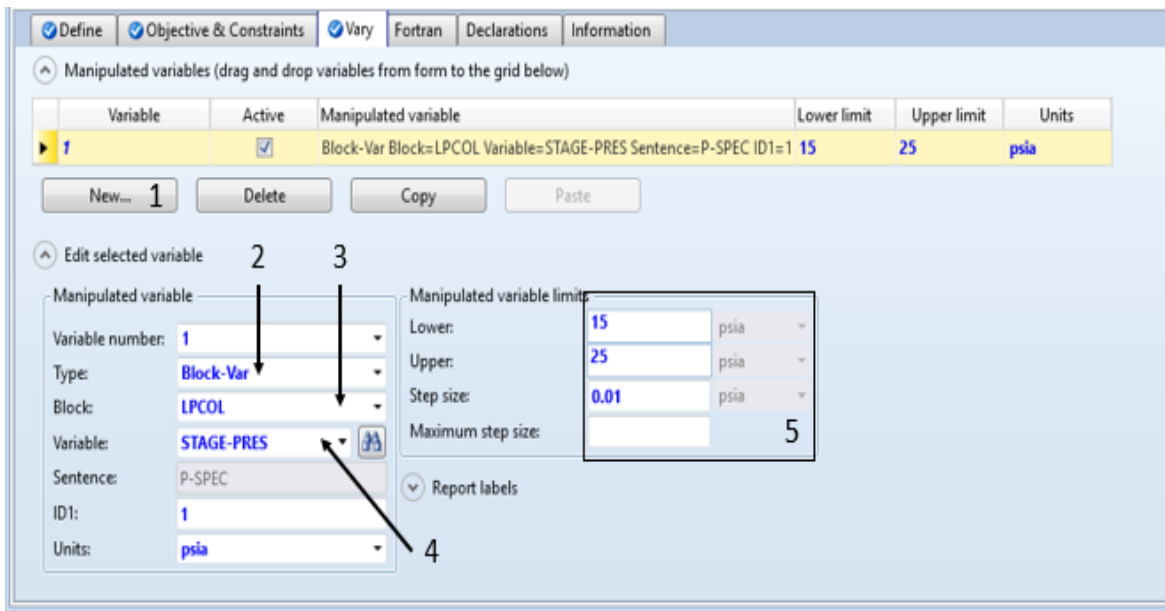 Define Objective & Constraints Vary Fortran Declarations Information
Manipulated variables (drag and drop variables from form to the grid below)
Variable Active Manipulated variable Lower limit Upper limit Units
1 Block-Var Block=LPCOL Variable=STAGE-PRES Sentence=P-SPEC ID1=1 15 25 psia
New... 1 Delete Copy Paste
Edit selected variable 2 3
Manipulated variable Manipulated variable limits
Variable number: 1 Lower: 15 psia
Type: Block-Var Upper: 25 psia
Block: LPCOL Step size: 0.01 psia
Variable: STAGE-PRES Maximum step size: 5
Sentence: P-SPEC Report labels
ID1: 1
Units: psia 4